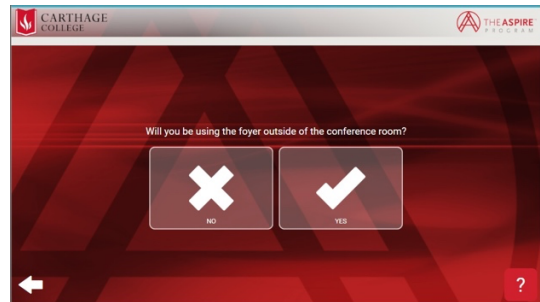 CARTHAGE
COLLEGE
THE ASPIRE
PROGRAM
Will you be using the foyer outside of the conference room?
NO
YES
?